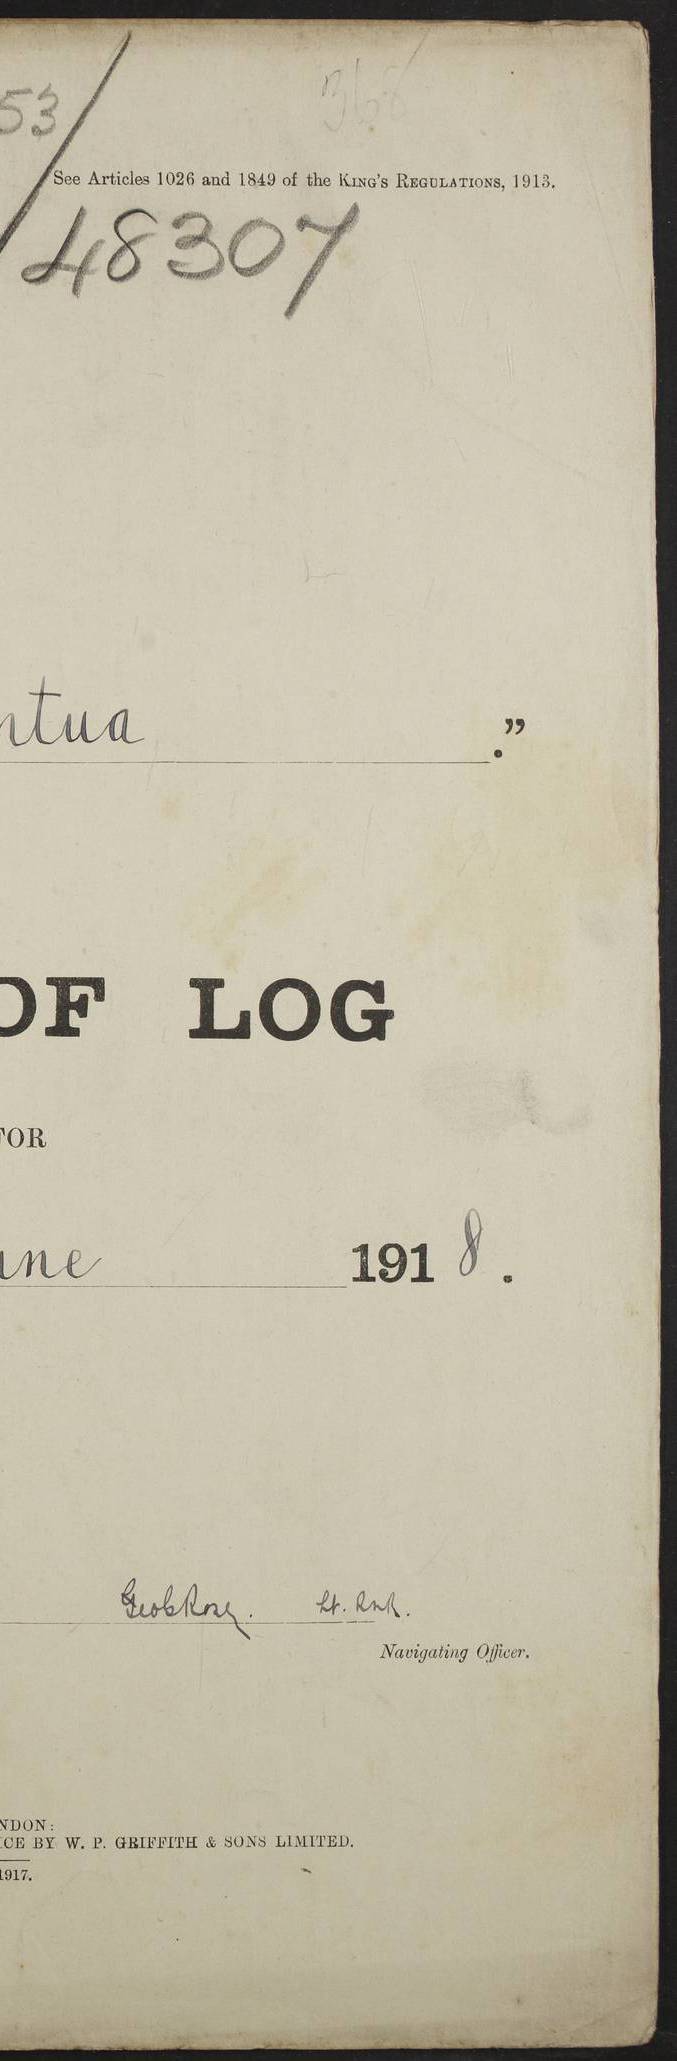 53
368
See Articles 1026 and 1849 of the KING'S REGULATIONS, 1913.
48307
ntua ."
OF LOG
FOR
une 1918.
Lt. RNR.
Navigating Officer.
NDON:
ICE BY W. P. GRIFFITH & SONS LIMITED.
1917.